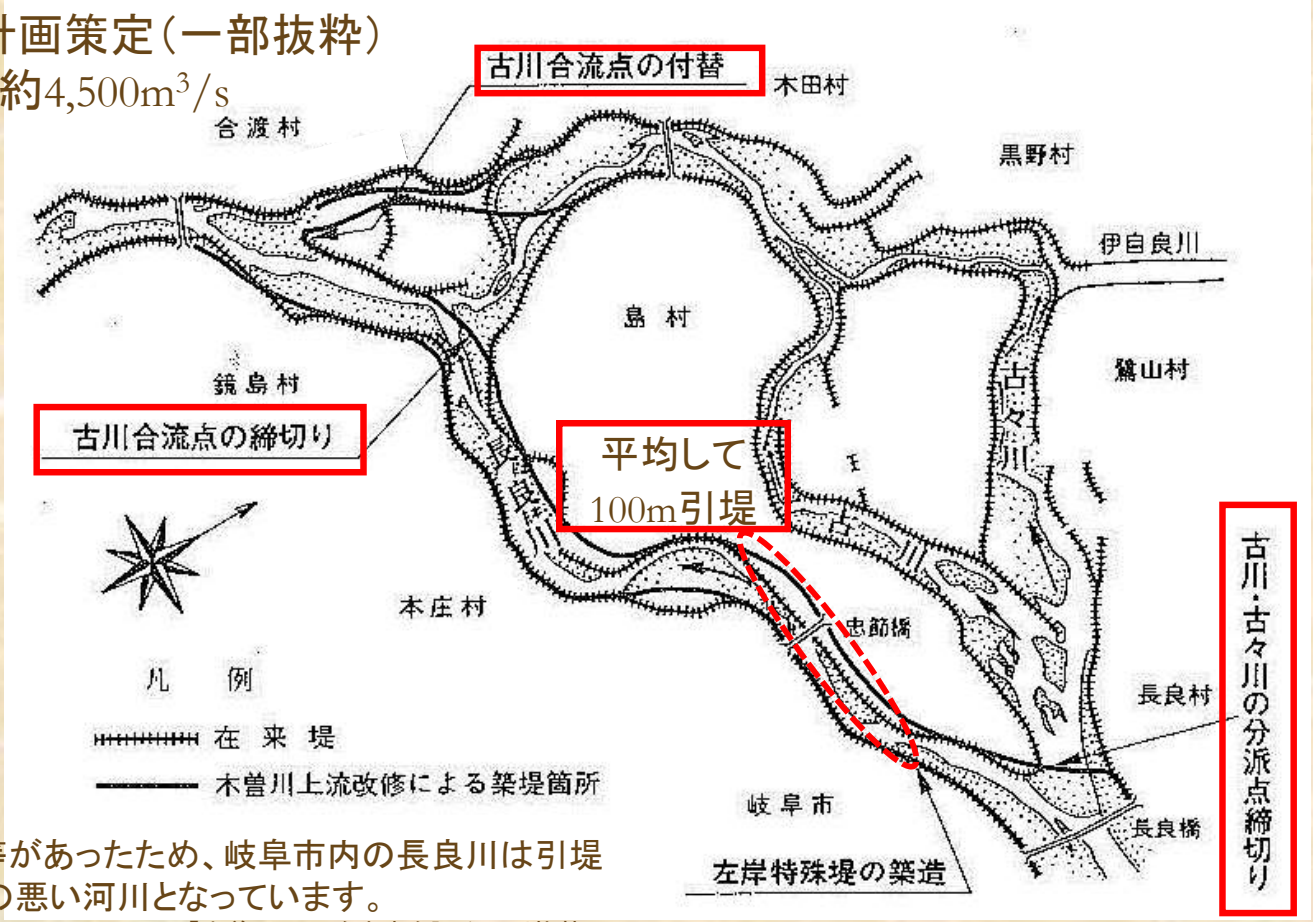 計画策定（一部抜粋）
約4,500m³/s
古川合流点の付替
木田村
合渡村
黒野村
伊自良川
島村
古々川
鷺山村
鏡島村
古川合流点の締切り
平均して
100m引堤
長良川
古川
古川・古々川の分派点締切り
本庄村
忠節橋
長良村
凡例
在来堤
木曽川上流改修による築堤箇所
岐阜市
長良橋
左岸特殊堤の築造
等があったため、岐阜市内の長良川は引堤
の悪い河川となっています。